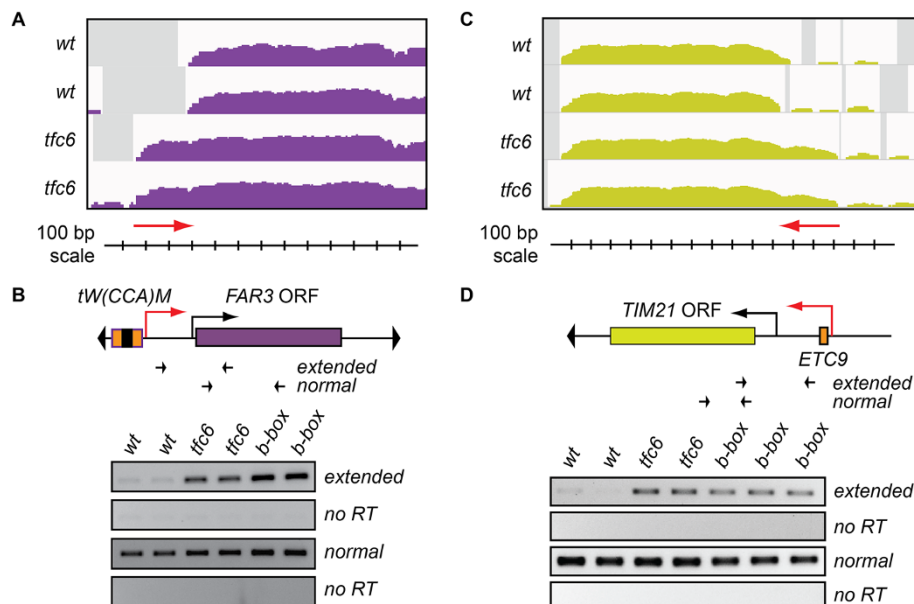 A
wt
wt
tfc6
tfc6
100 bp
scale
B
tW(CCA)M
FAR3 ORF
extended
normal
wt
wt
tfc6
tfc6
b-box
b-box
extended
no RT
normal
no RT
C
wt
wt
tfc6
tfc6
100 bp
scale
D
TIM21 ORF
ETC9
extended
normal
wt
wt
tfc6
tfc6
b-box
b-box
b-box
extended
no RT
normal
no RT